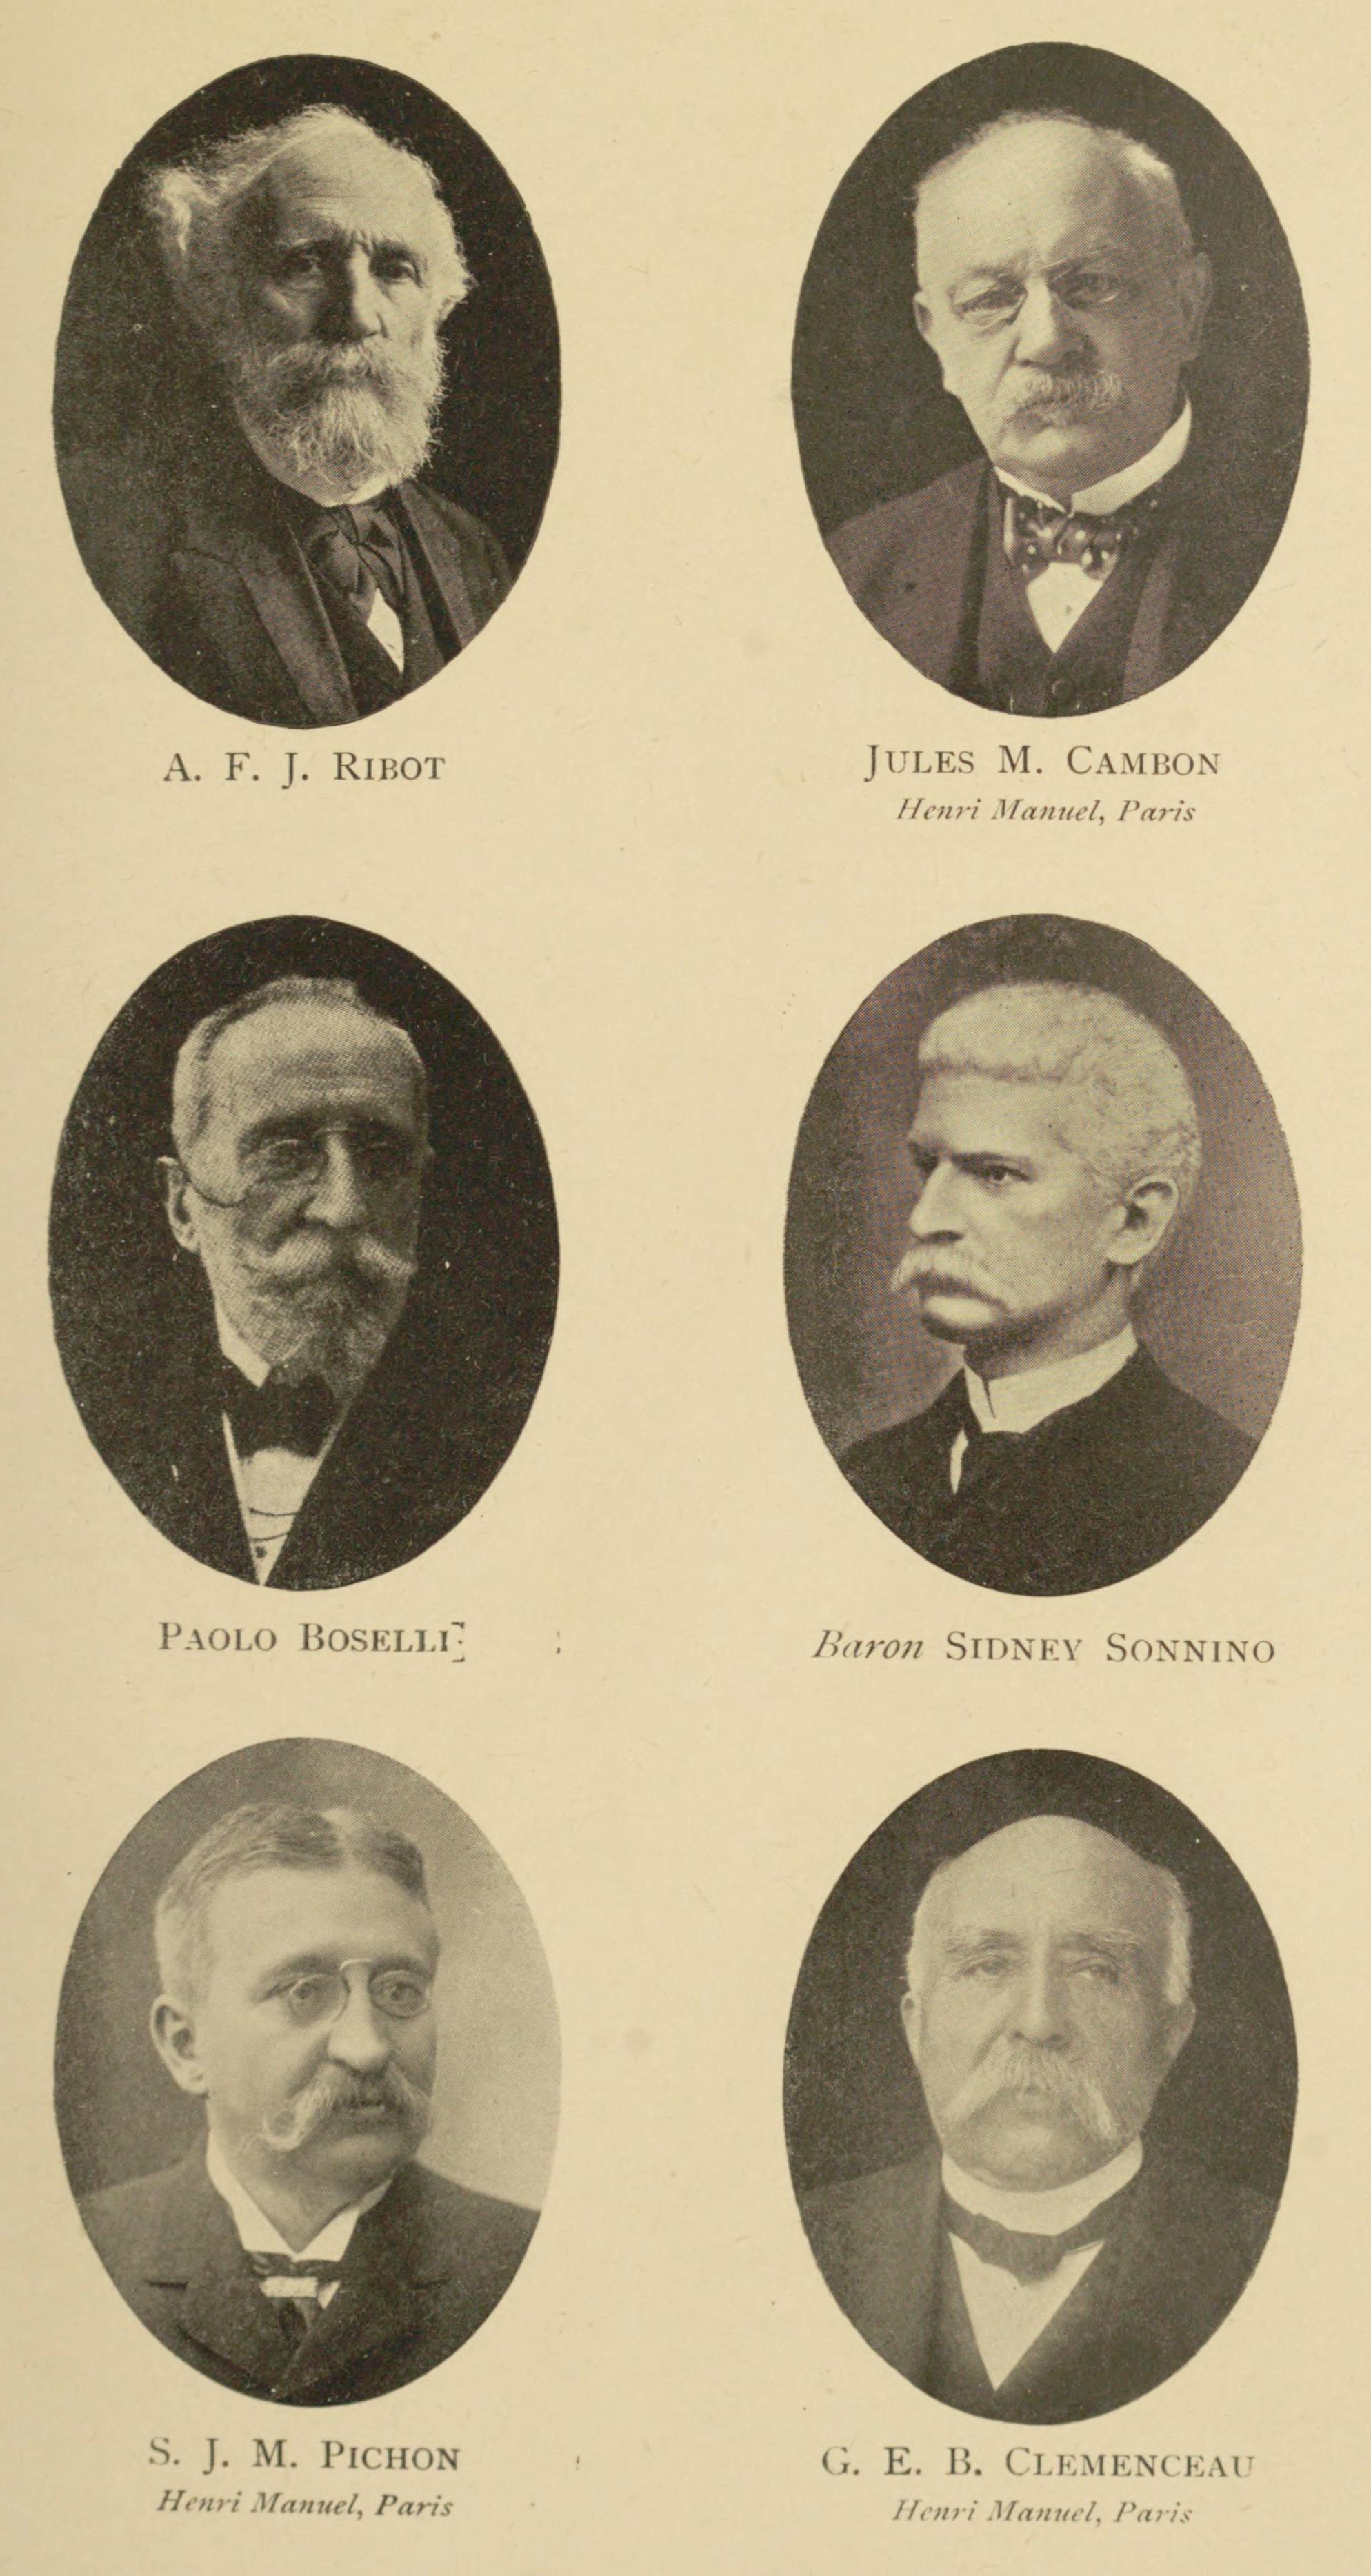 A. F. J. RIBOT
JULES M. CAMBON
Henri Manuel, Paris
PAOLO BOSELLI
Baron SIDNEY SONNINO
S. J. M. PICHON
Henri Manuel, Paris
G. E. B. CLEMENCEAU
Henri Manuel, Paris